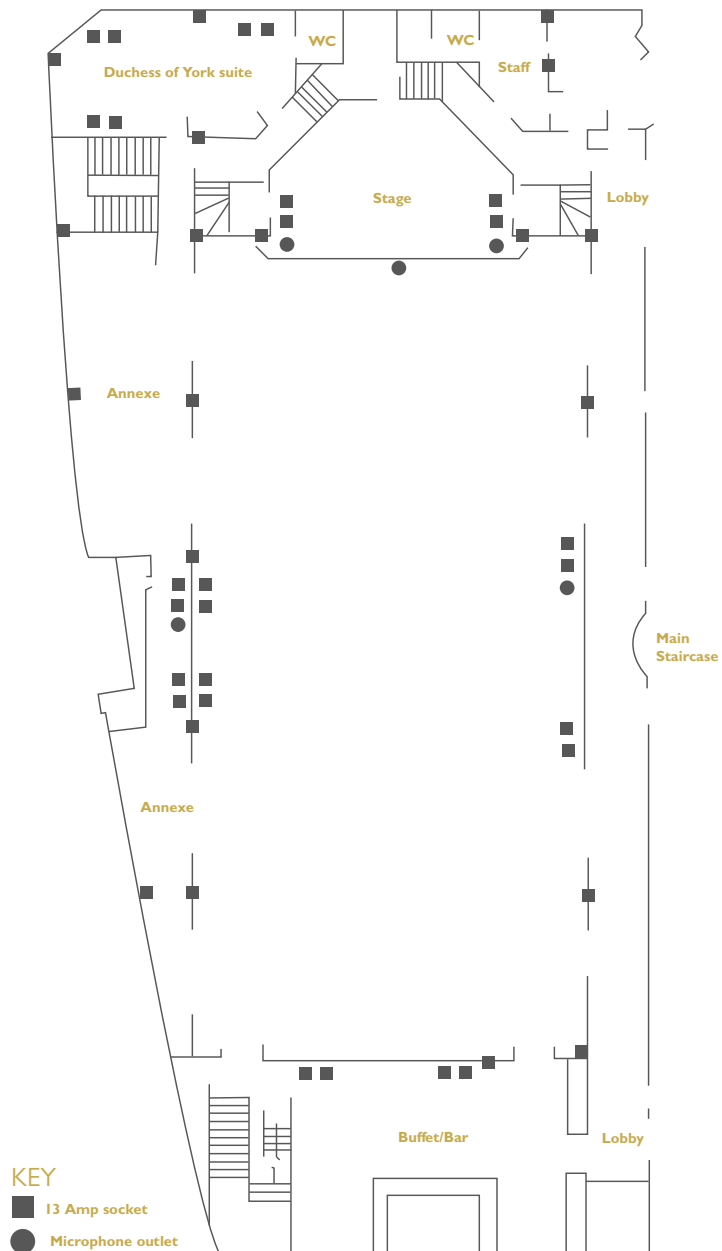 WC
WC
Duchess of York suite
Staff
Stage
Lobby
Annexe
Main
Staircase
Annexe
Buffet/Bar
Lobby
KEY
13 Amp socket
Microphone outlet